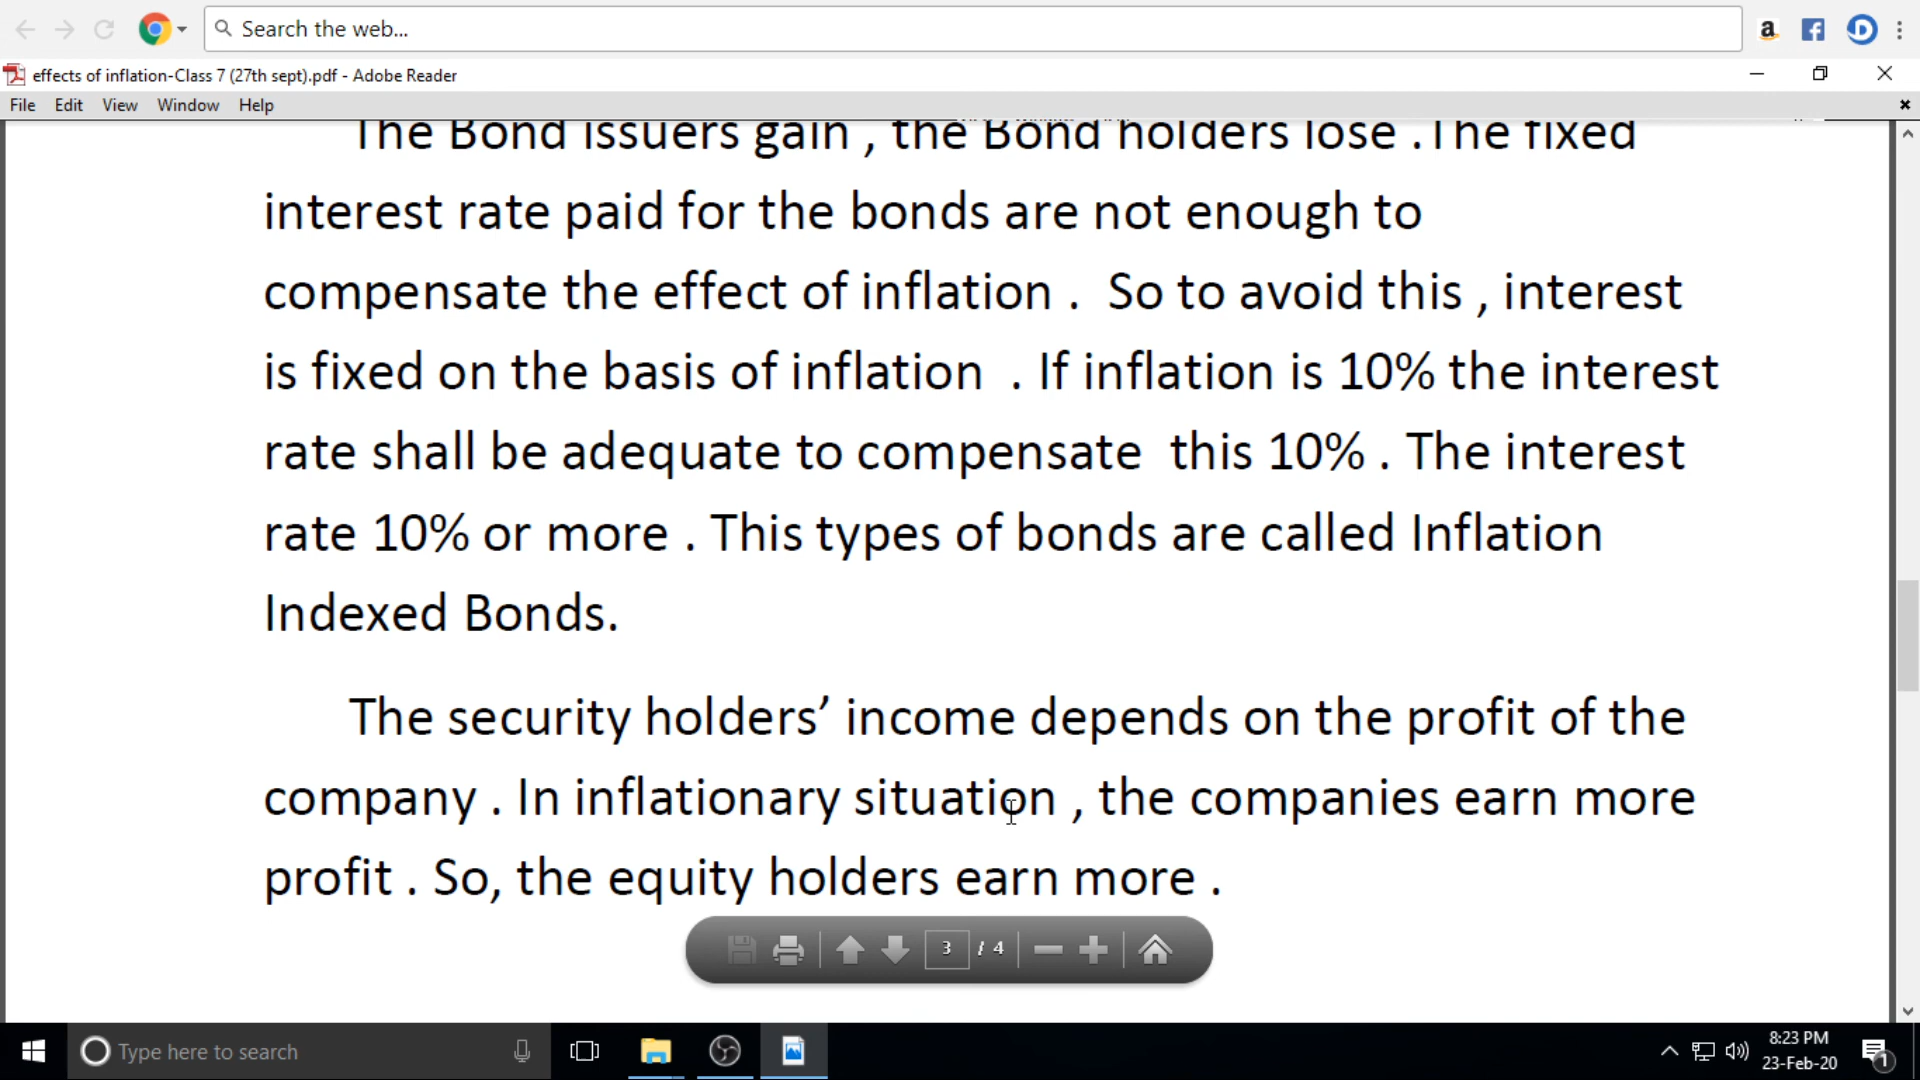 Search the web...
effects of inflation-Class 7 (27th sept).pdf - Adobe Reader
File Edit View Window Help
The Bond issuers gain , the Bond holders lose .The fixed
interest rate paid for the bonds are not enough to
compensate the effect of inflation . So to avoid this , interest
is fixed on the basis of inflation . If inflation is 10% the interest
rate shall be adequate to compensate this 10% . The interest
rate 10% or more . This types of bonds are called Inflation
Indexed Bonds.
The security holders’ income depends on the profit of the
company . In inflationary situation , the companies earn more
profit . So, the equity holders earn more .
3 / 4
Type here to search
8:23 PM
23-Feb-20
1